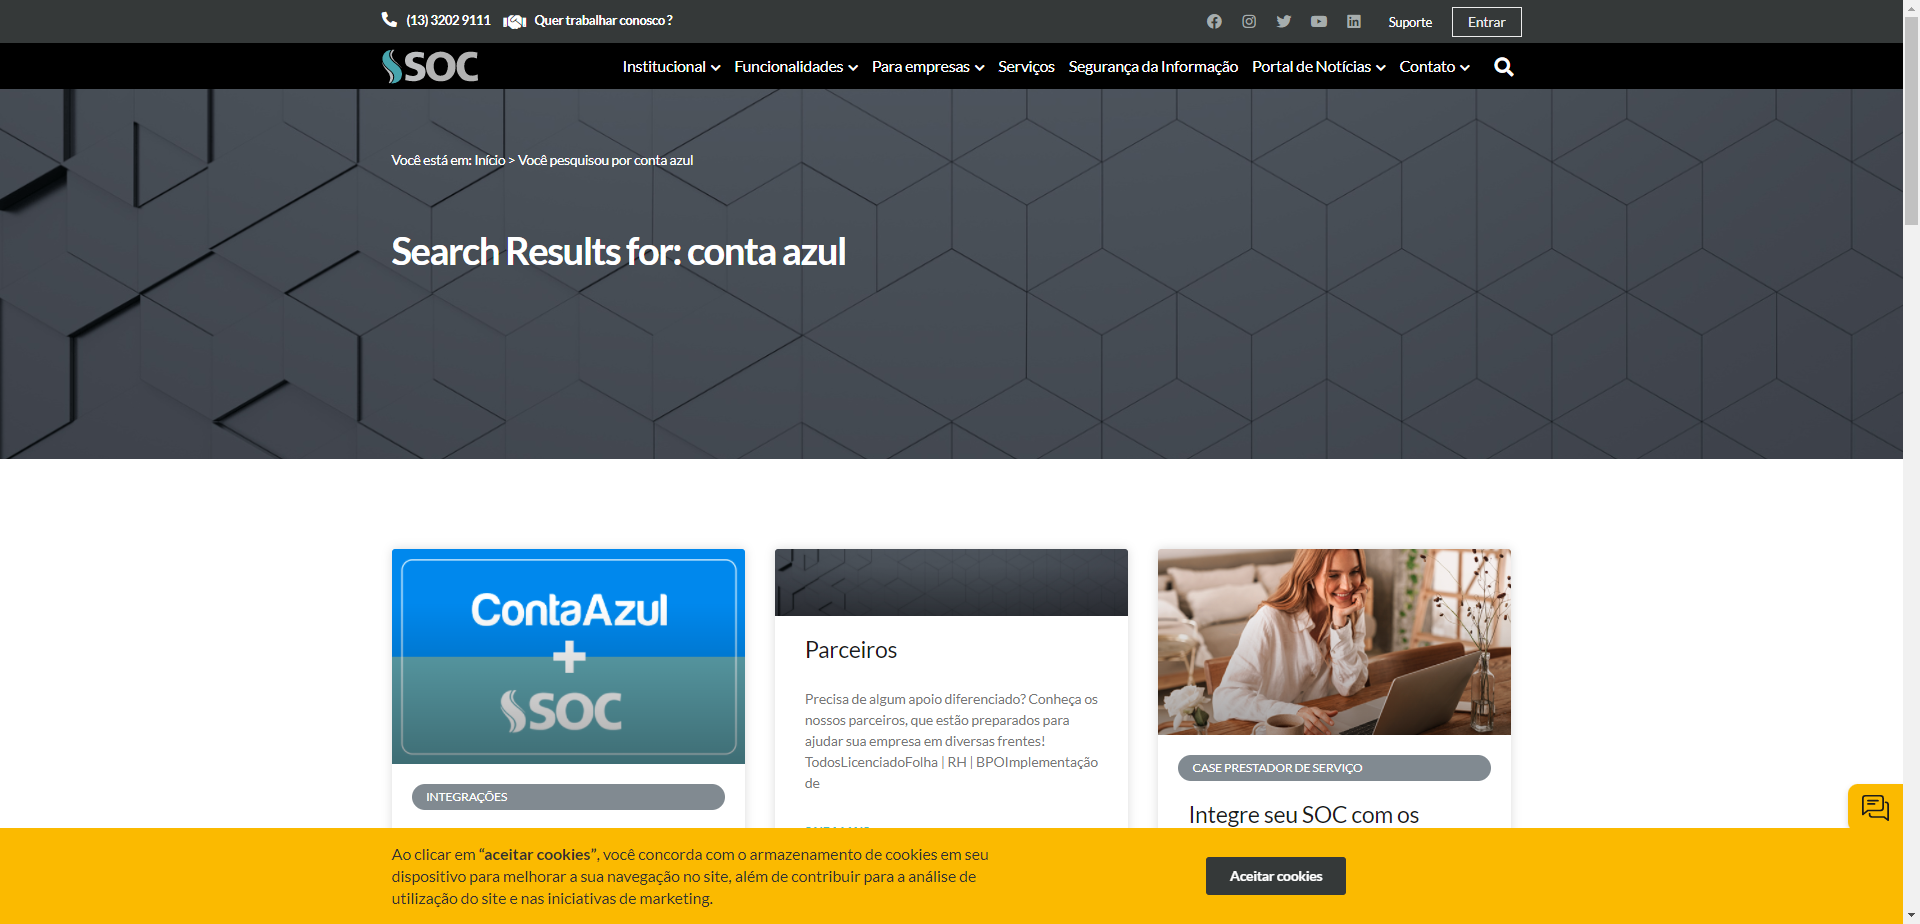 (13) 3202 9111 Quer trabalhar conosco ?
Suporte Entrar
SOC
Institucional Funcionalidades Para empresas Serviços Segurança da Informação Portal de Notícias Contato
Você está em: Início > Você pesquisou por conta azul
Search Results for: conta azul
ContaAzul
+
SOC
INTEGRAÇÕES
Parceiros
Precisa de algum apoio diferenciado? Conheça os
nossos parceiros, que estão preparados para
ajudar sua empresa em diversas frentes!
TodosLicenciadoFolha | RH | BPOImplementação
de
CASE PRESTADOR DE SERVIÇO
Integre seu SOC com os
Ao clicar em “aceitar cookies”, você concorda com o armazenamento de cookies em seu
dispositivo para melhorar a sua navegação no site, além de contribuir para a análise de
utilização do site e nas iniciativas de marketing.
Aceitar cookies